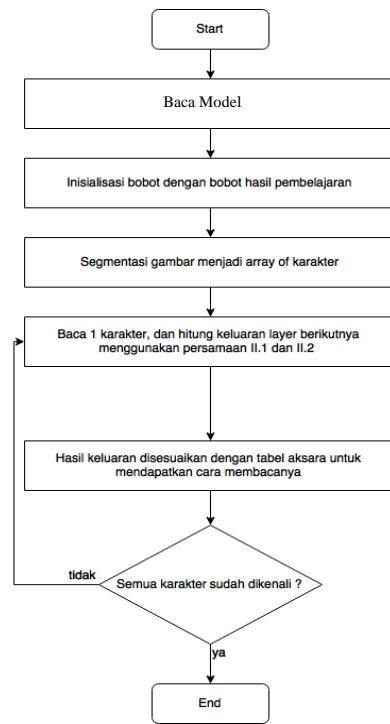 Start
Baca Model
Inisialisasi bobot dengan bobot hasil pembelajaran
Segmentasi gambar menjadi array of karakter
Baca 1 karakter, dan hitung keluaran layer berikutnya
menggunakan persamaan II.1 dan II.2
Hasil keluaran disesuaikan dengan tabel aksara untuk
mendapatkan cara membacanya
tidak
Semua karakter sudah dikenali ?
ya
End